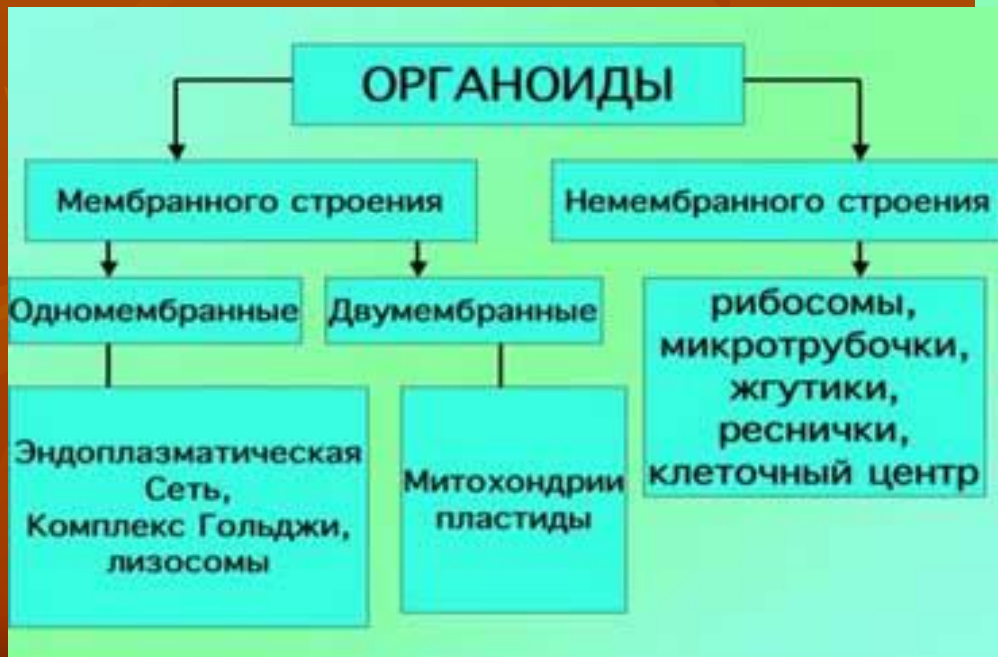 ОРГАНОИДЫ
Мембранного строения
Немембранного строения
Одномембранные
Двумембранные
рибосомы,
микротрубочки,
жгутики,
реснички,
клеточный центр
Эндоплазматическая
Сеть,
Комплекс Гольджи,
лизосомы
Митохондрии
пластиды